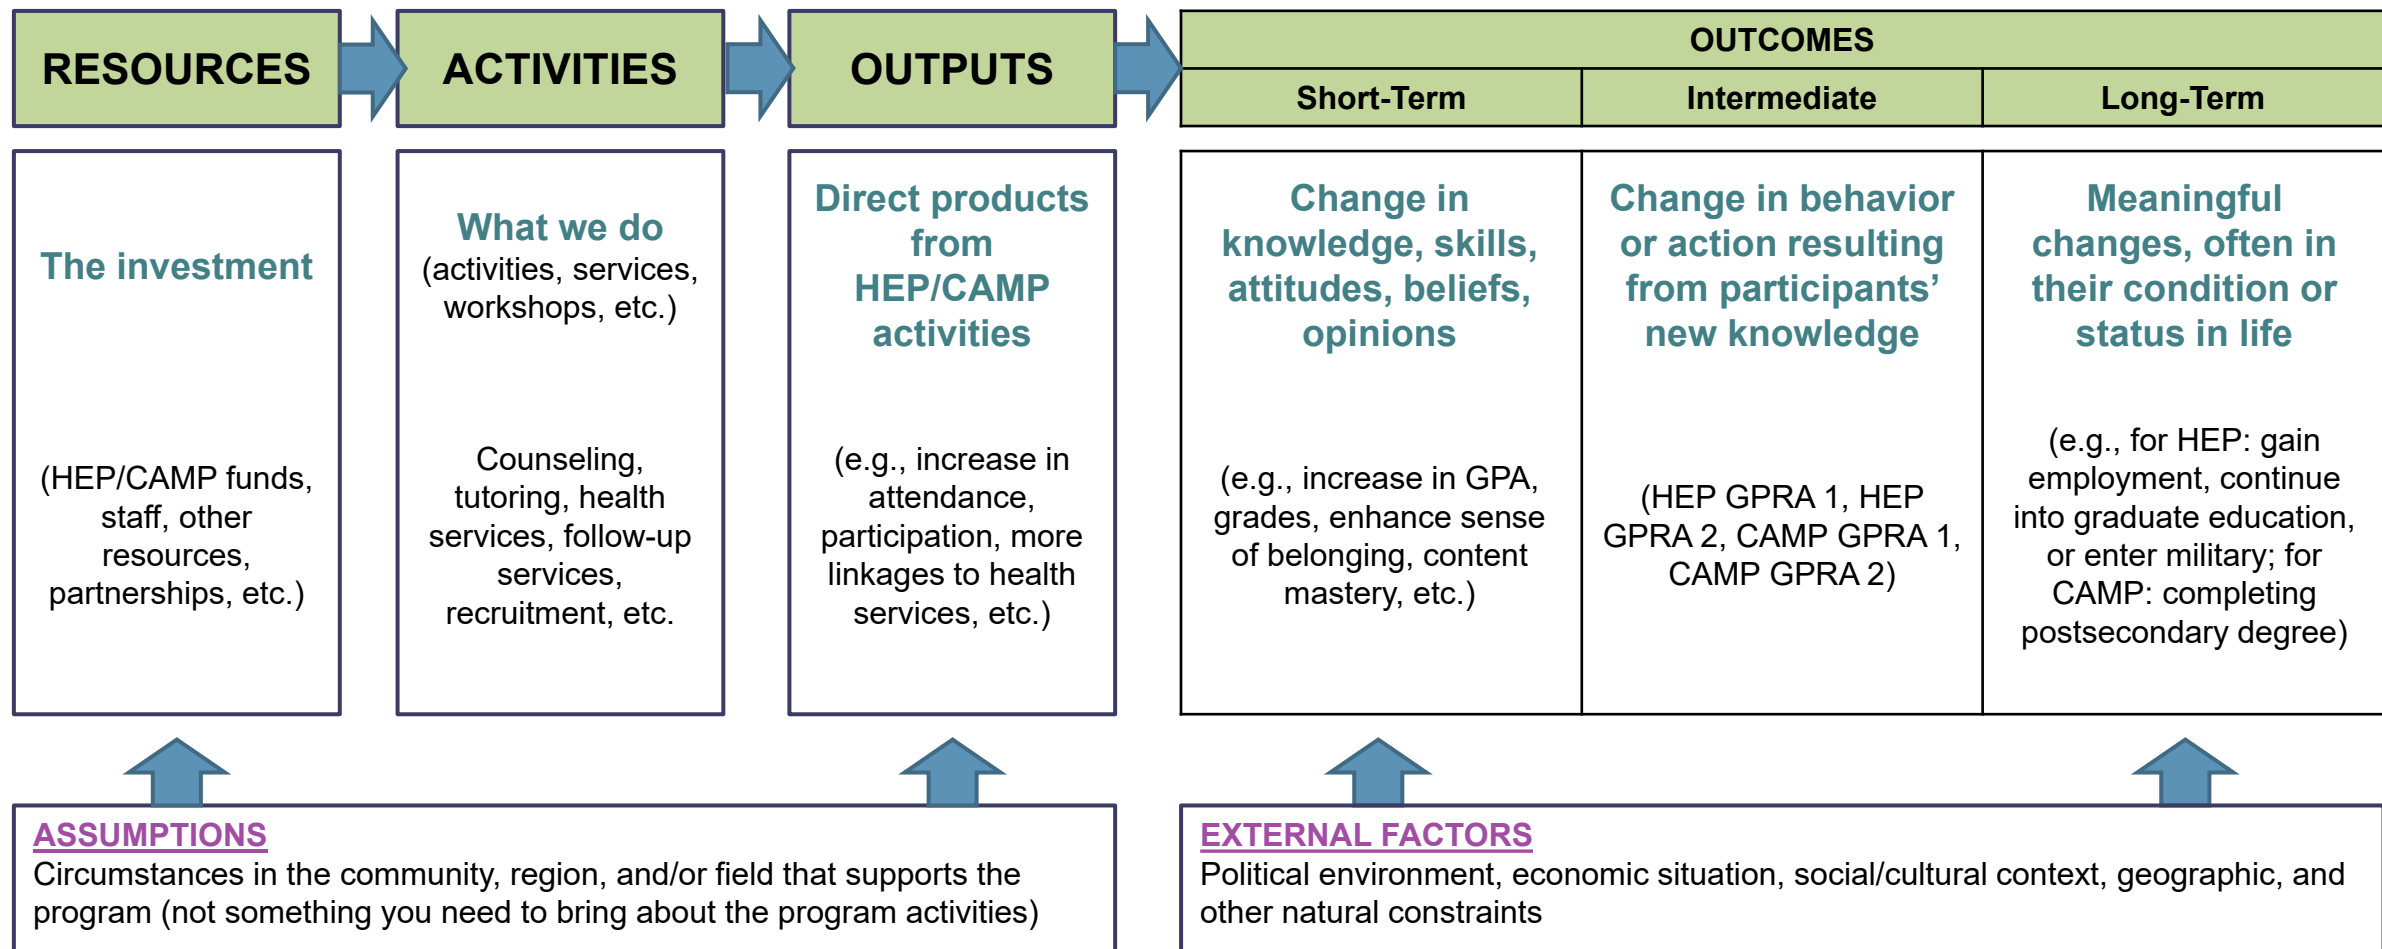 RESOURCES
ACTIVITIES
OUTPUTS
OUTCOMES
Short-Term
Intermediate
Long-Term
The investment
(HEP/CAMP funds,
staff, other
resources,
partnerships, etc.)
What we do
(activities, services,
workshops, etc.)
Counseling,
tutoring, health
services, follow-up
services,
recruitment, etc.
Direct products
from
HEP/CAMP
activities
(e.g., increase in
attendance,
participation, more
linkages to health
services, etc.)
Change in
knowledge, skills,
attitudes, beliefs,
opinions
(e.g., increase in GPA,
grades, enhance sense
of belonging, content
mastery, etc.)
Change in behavior
or action resulting
from participants’
new knowledge
(HEP GPRA 1, HEP
GPRA 2, CAMP GPRA 1,
CAMP GPRA 2)
Meaningful
changes, often in
their condition or
status in life
(e.g., for HEP: gain
employment, continue
into graduate education,
or enter military; for
CAMP: completing
postsecondary degree)
ASSUMPTIONS
Circumstances in the community, region, and/or field that supports the
program (not something you need to bring about the program activities)
EXTERNAL FACTORS
Political environment, economic situation, social/cultural context, geographic, and
other natural constraints